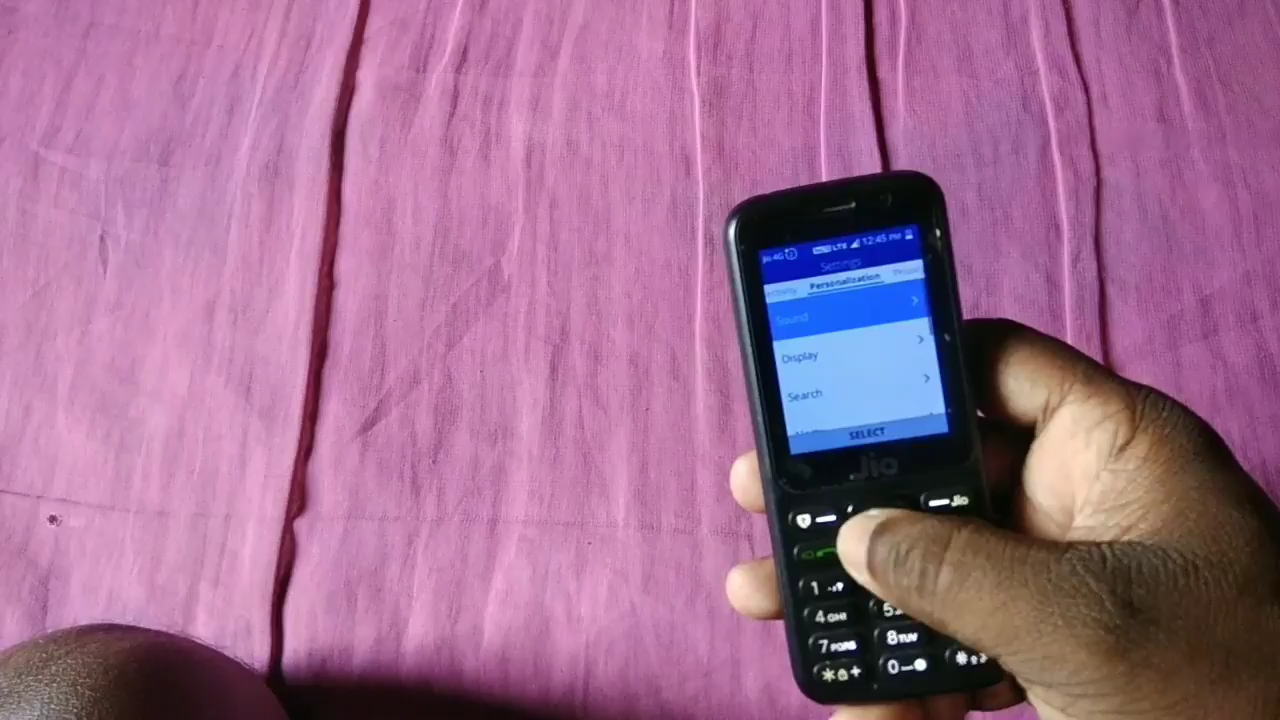 Jio 4G VoLTE LTE 12:45 PM
Settings
Personalization
Sound
Display
Search
SELECT
Jio
Jio
1
4 GHI 5
7 PQRS 8 TUV
* + 0